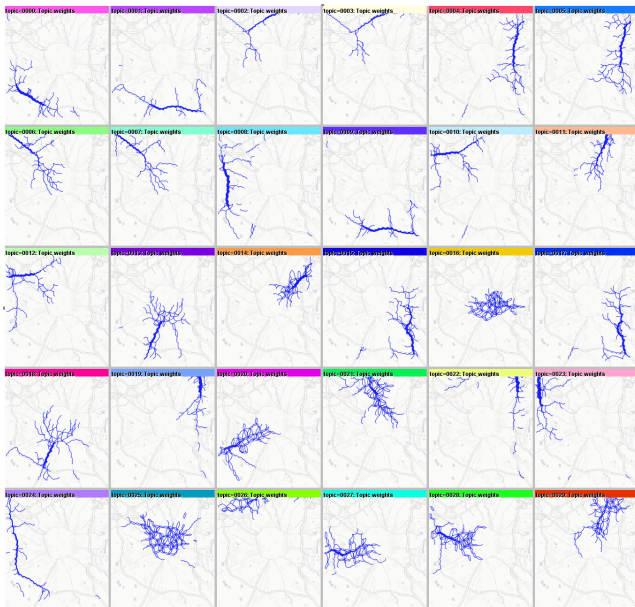 topic=0000: Topic weights
topic=0001: Topic weights
topic=0002: Topic weights
topic=0003: Topic weights
topic=0004: Topic weights
topic=0005: Topic weights
topic=0006: Topic weights
topic=0007: Topic weights
topic=0008: Topic weights
topic=0009: Topic weights
topic=0010: Topic weights
topic=0011: Topic weights
topic=0012: Topic weights
topic=0013: Topic weights
topic=0014: Topic weights
topic=0015: Topic weights
topic=0016: Topic weights
topic=0017: Topic weights
topic=0018: Topic weights
topic=0019: Topic weights
topic=0020: Topic weights
topic=0021: Topic weights
topic=0022: Topic weights
topic=0023: Topic weights
topic=0024: Topic weights
topic=0025: Topic weights
topic=0026: Topic weights
topic=0027: Topic weights
topic=0028: Topic weights
topic=0029: Topic weights